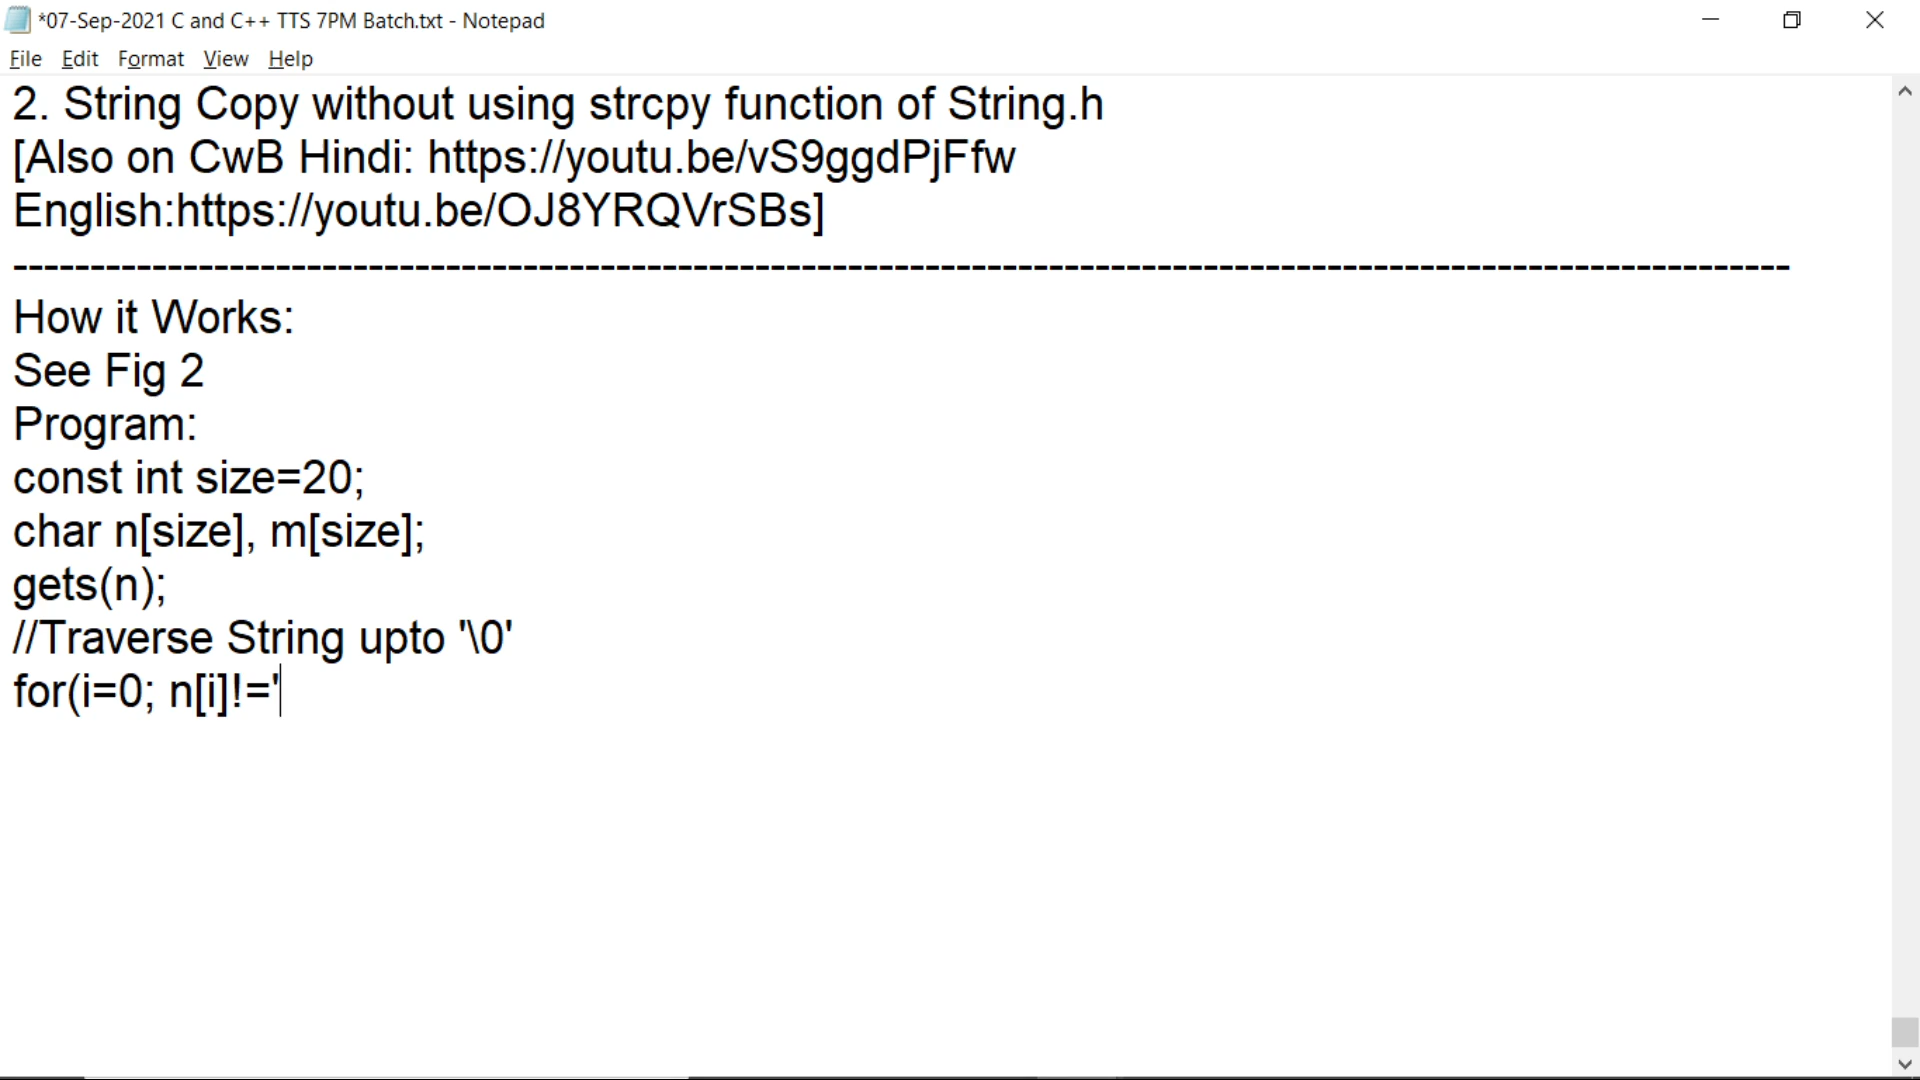 *07-Sep-2021 C and C++ TTS 7PM Batch.txt - Notepad
File Edit Format View Help
2. String Copy without using strcpy function of String.h
[Also on CwB Hindi: https://youtu.be/vS9ggdPjFfw
English:https://youtu.be/OJ8YRQVrSBs]
-------------------------------------------------------------------------------------------------------------------
How it Works:
See Fig 2
Program:
const int size=20;
char n[size], m[size];
gets(n);
//Traverse String upto '\0'
for(i=0; n[i]!='